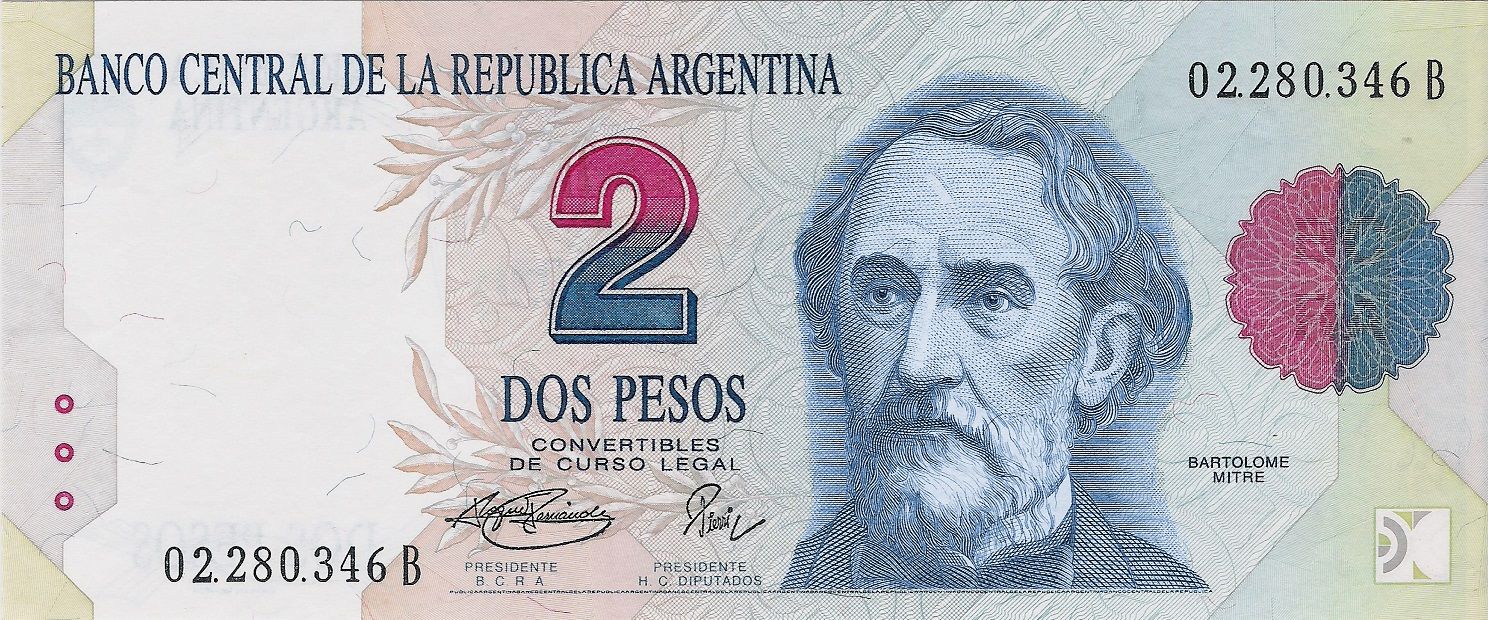 BANCO CENTRAL DE LA REPUBLICA ARGENTINA
02.280.346 B
2
DOS PESOS
CONVERTIBLES
DE CURSO LEGAL
BARTOLOME
MITRE
02.280.346 B
PRESIDENTE
B.C.R.A
PRESIDENTE
H. C. DIPUTADOS